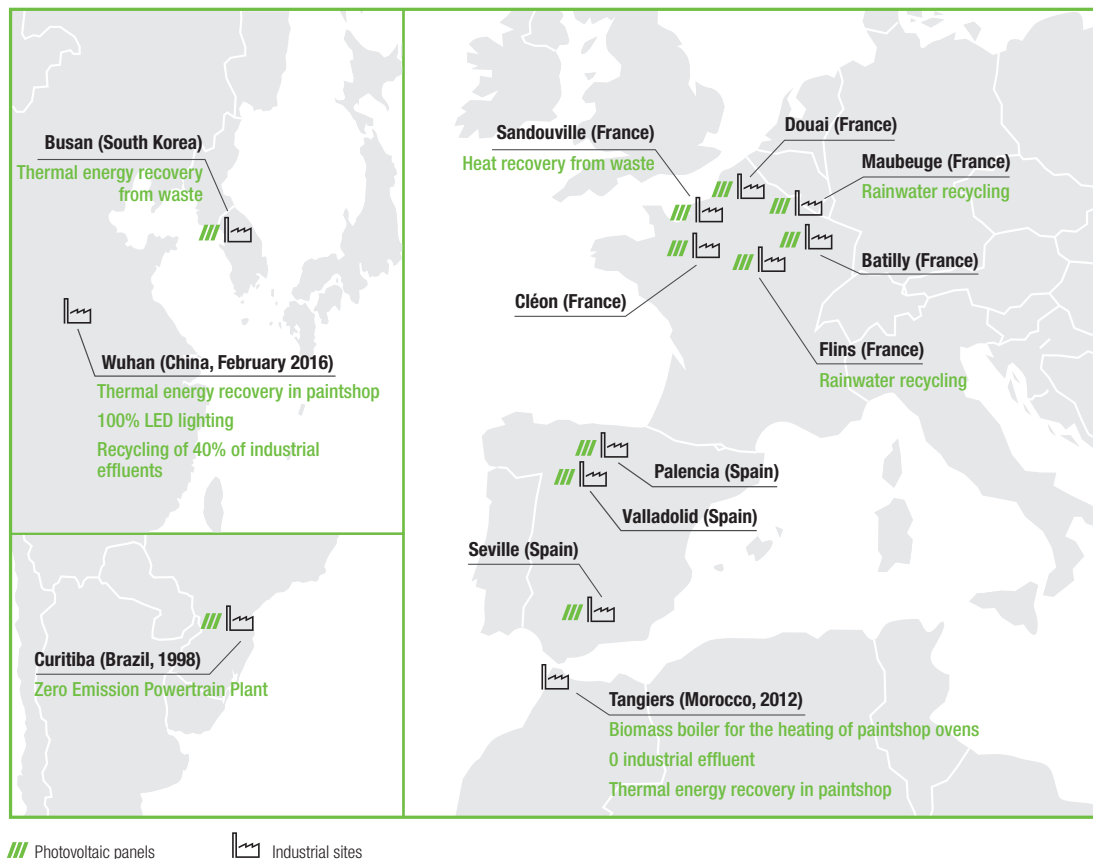 Busan (South Korea)
Thermal energy recovery
from waste
Wuhan (China, February 2016)
Thermal energy recovery in paintshop
100% LED lighting
Recycling of 40% of industrial
effluents
Curitiba (Brazil, 1998)
Zero Emission Powertrain Plant
Sandouville (France)
Heat recovery from waste
Douai (France)
Maubeuge (France)
Rainwater recycling
Batilly (France)
Cléon (France)
Flins (France)
Rainwater recycling
Palencia (Spain)
Valladolid (Spain)
Seville (Spain)
Tangiers (Morocco, 2012)
Biomass boiler for the heating of paintshop ovens
0 industrial effluent
Thermal energy recovery in paintshop
Photovoltaic panels
Industrial sites